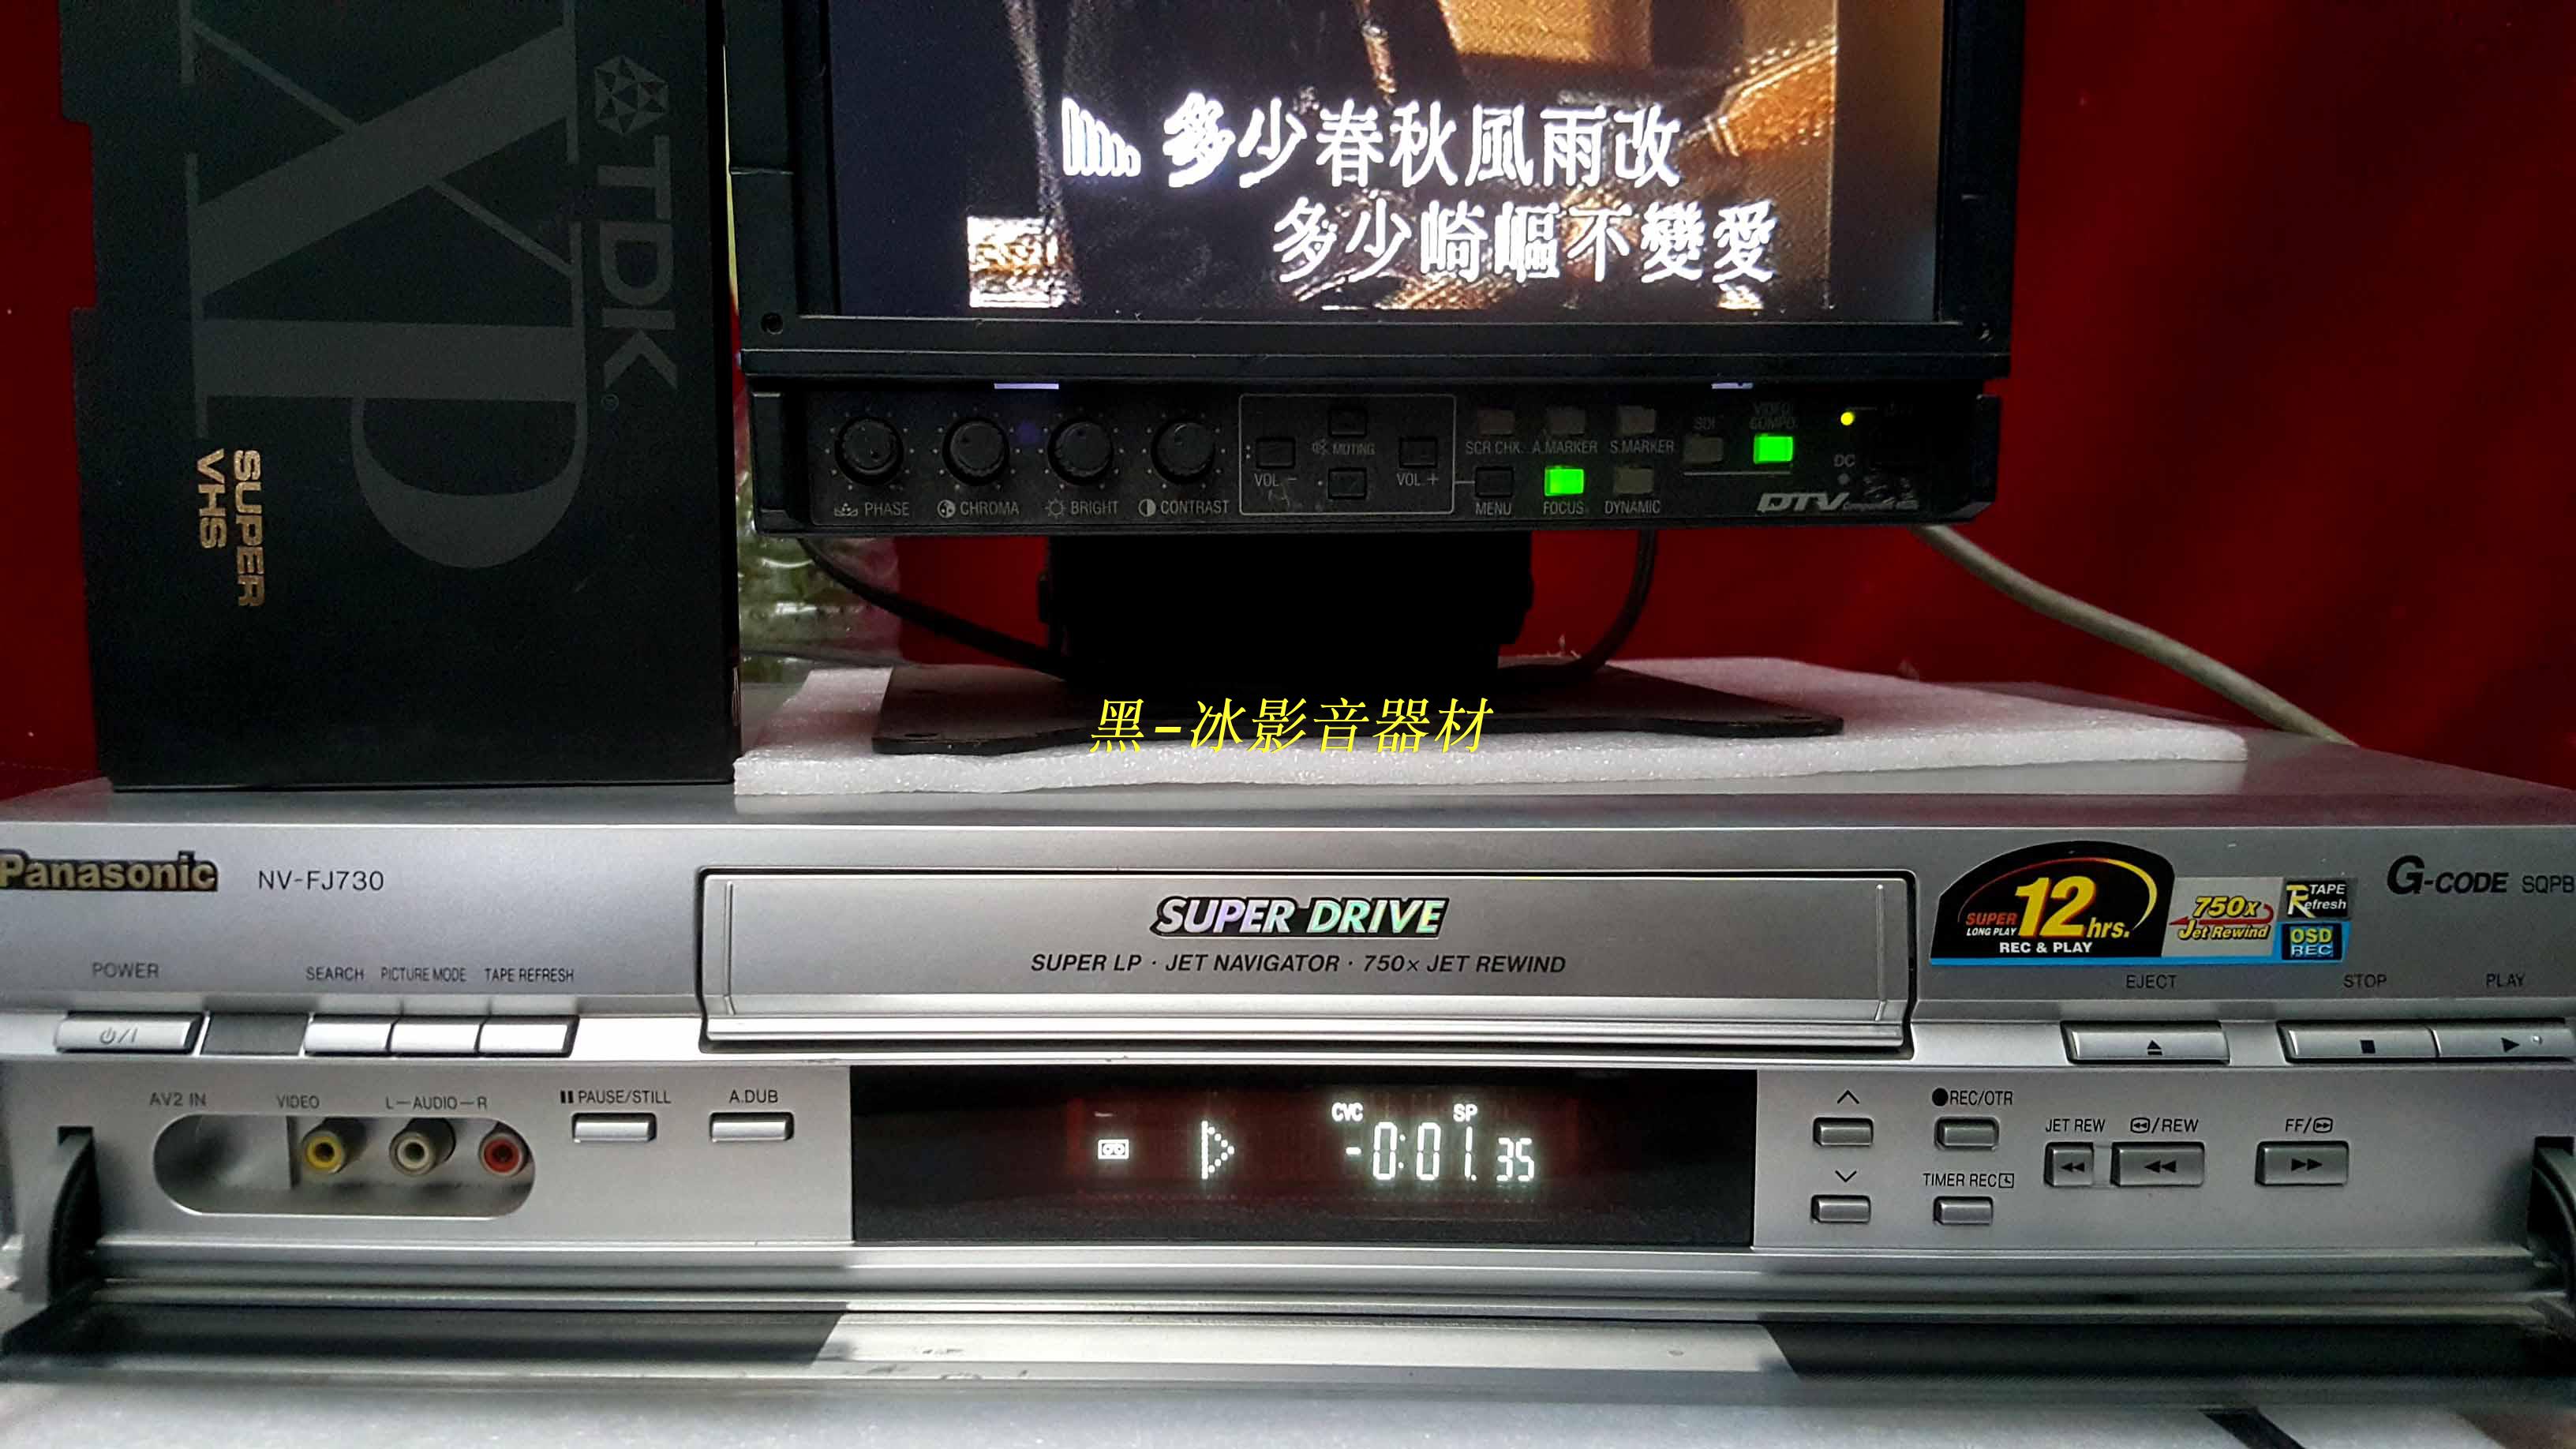 XP
TDK
SUPER
VHS
多少春秋風雨改
多少崎嶇不變愛
PHASE
CHROMA
BRIGHT
CONTRAST
MUTING
VOL -
VOL +
SCR CHK.
A.MARKER
S.MARKER
MENU
FOCUS
DYNAMIC
SDI
VIDEO
COMPO.
DC
DTV
黑-冰影音器材
Panasonic
NV-FJ730
SUPER DRIVE
SUPER LP · JET NAVIGATOR · 750x JET REWIND
SUPER
LONG PLAY
12hrs.
REC & PLAY
750x
Jet Rewind
TAPE
Refresh
OSD
REC
G-CODE
SQPB
POWER
SEARCH
PICTURE MODE
TAPE REFRESH
EJECT
STOP
PLAY
AV2 IN
VIDEO
L-AUDIO-R
PAUSE/STILL
A.DUB
CVC
SP
-0:01.35
REC/OTR
TIMER REC
JET REW
/REW
FF/